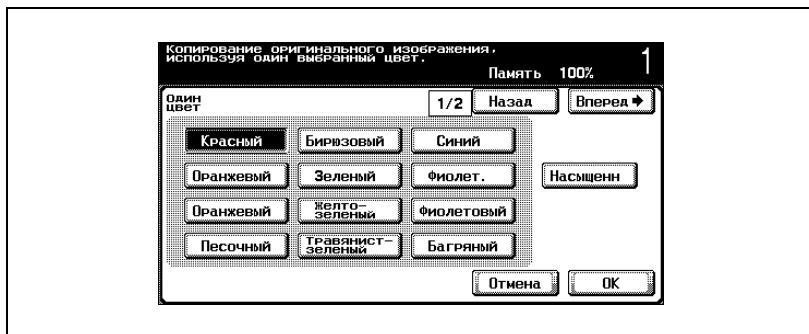 Копирование оригинального изображения,
используя один выбранный цвет.
1
Память 100%
Один
цвет
1/2 Назад Вперед
Красный Бирюзовый Синий
Оранжевый Зеленый Фиолет. Насыщенн
Оранжевый Желто-
зеленый Фиолетовый
Песочный Травянист-
зеленый Багряный
Отмена OK